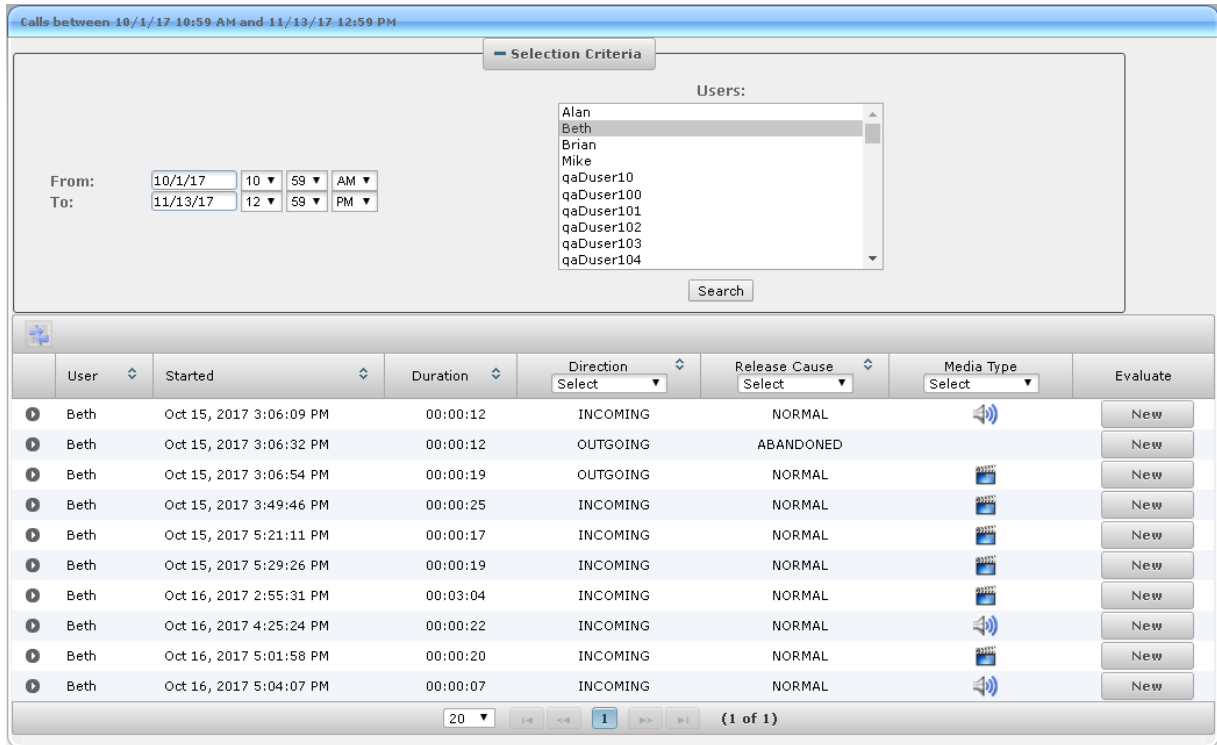 Calls between 10/1/17 10:59 AM and 11/13/17 12:59 PM
Selection Criteria
Users:
Alan
Beth
Brian
Mike
qaDuser10
qaDuser100
qaDuser101
qaDuser102
qaDuser103
qaDuser104
From: 10/1/17 10 59 AM
To: 11/13/17 12 59 PM
Search
User Started Duration Direction Select Release Cause Select Media Type Select Evaluate
Beth Oct 15, 2017 3:06:09 PM 00:00:12 INCOMING NORMAL New
Beth Oct 15, 2017 3:06:32 PM 00:00:12 OUTGOING ABANDONED New
Beth Oct 15, 2017 3:06:54 PM 00:00:19 OUTGOING NORMAL New
Beth Oct 15, 2017 3:49:46 PM 00:00:25 INCOMING NORMAL New
Beth Oct 15, 2017 5:21:11 PM 00:00:17 INCOMING NORMAL New
Beth Oct 15, 2017 5:29:26 PM 00:00:19 INCOMING NORMAL New
Beth Oct 16, 2017 2:55:31 PM 00:03:04 INCOMING NORMAL New
Beth Oct 16, 2017 4:25:24 PM 00:00:22 INCOMING NORMAL New
Beth Oct 16, 2017 5:01:58 PM 00:00:20 INCOMING NORMAL New
Beth Oct 16, 2017 5:04:07 PM 00:00:07 INCOMING NORMAL New
20 1 (1 of 1)